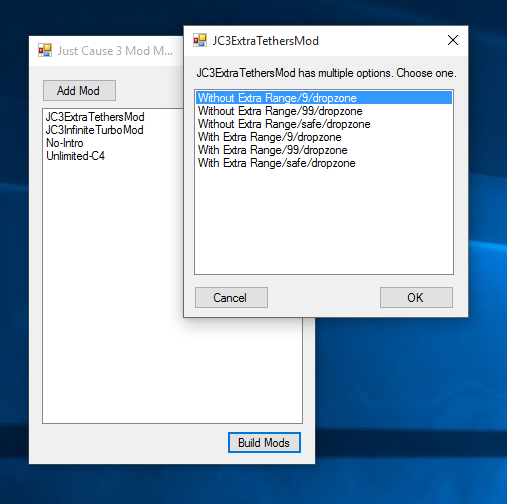 Just Cause 3 Mod M...
Add Mod
JC3ExtraTethersMod
JC3InfiniteTurboMod
No-Intro
Unlimited-C4
Build Mods
JC3ExtraTethersMod
JC3ExtraTethersMod has multiple options. Choose one.
Without Extra Range/9/dropzone
Without Extra Range/99/dropzone
Without Extra Range/safe/dropzone
With Extra Range/9/dropzone
With Extra Range/99/dropzone
With Extra Range/safe/dropzone
Cancel
OK